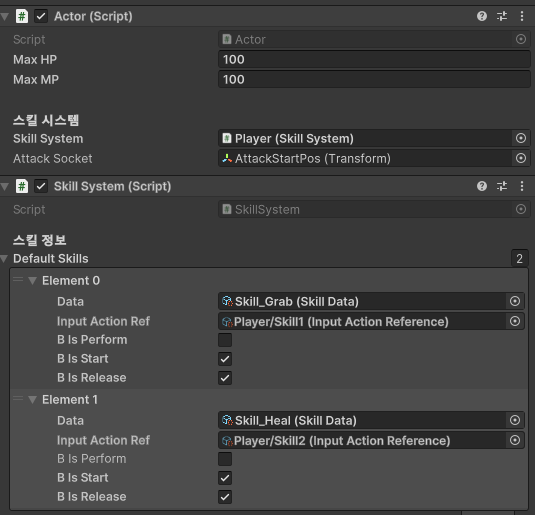 Actor (Script)
Script Actor
Max HP 100
Max MP 100
스킬 시스템
Skill System Player (Skill System)
Attack Socket AttackStartPos (Transform)
Skill System (Script)
Script SkillSystem
스킬 정보
Default Skills 2
Element 0
Data Skill_Grab (Skill Data)
Input Action Ref Player/Skill1 (Input Action Reference)
B Is Perform
B Is Start
B Is Release
Element 1
Data Skill_Heal (Skill Data)
Input Action Ref Player/Skill2 (Input Action Reference)
B Is Perform
B Is Start
B Is Release